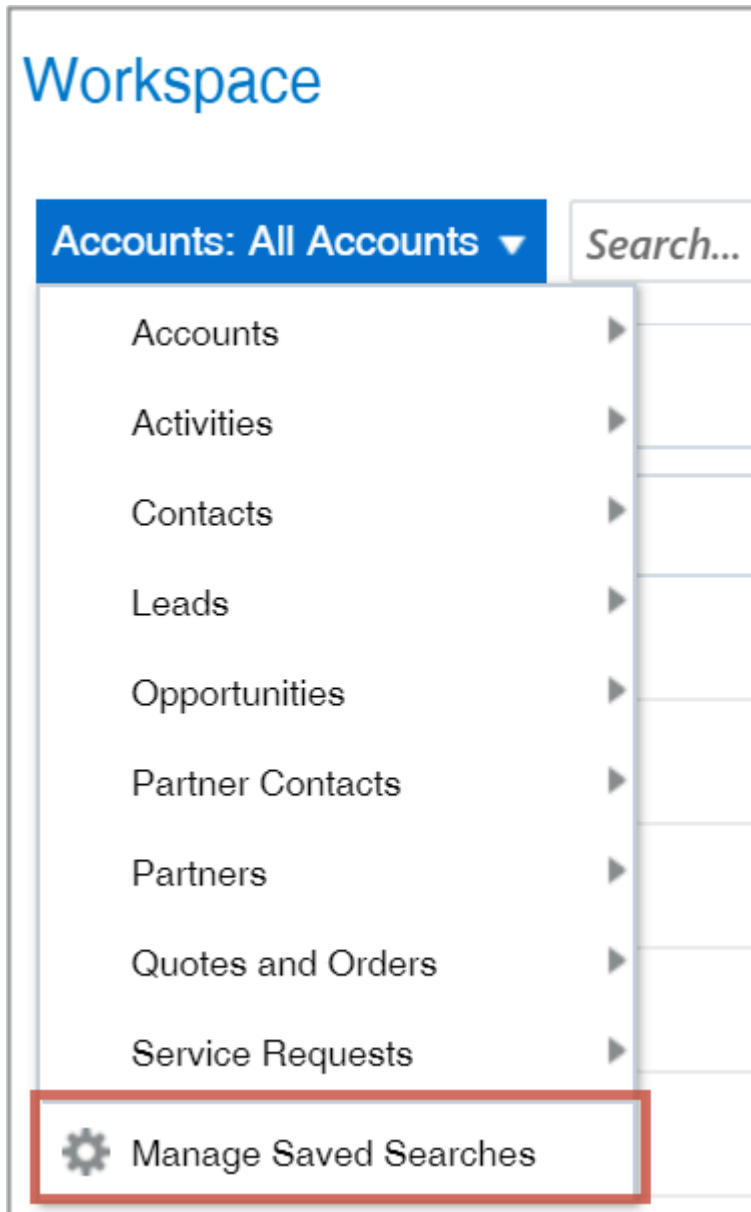 Workspace
Accounts: All Accounts
Search...
Accounts
Activities
Contacts
Leads
Opportunities
Partner Contacts
Partners
Quotes and Orders
Service Requests
Manage Saved Searches